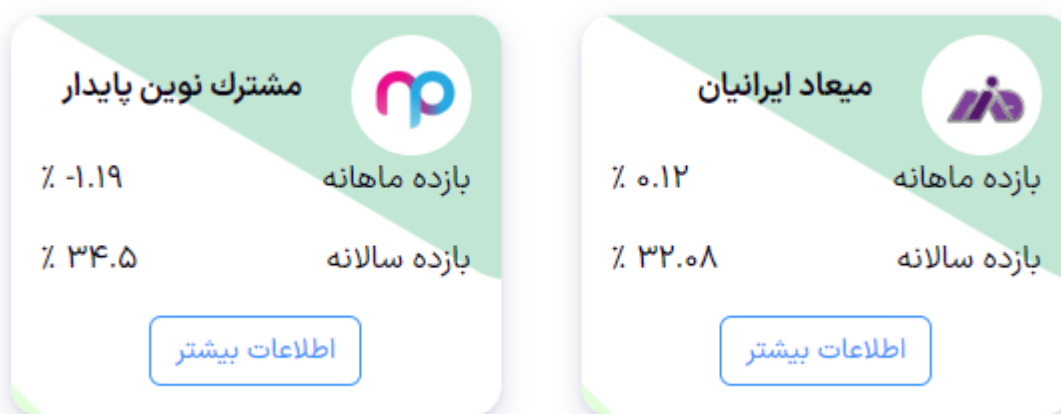 میعاد ایرانیان
بازده ماهانه ۰.۱۲ ٪
بازده سالانه ۳۲.۰۸ ٪
اطلاعات بیشتر
مشترك نوین پایدار
بازده ماهانه -۱.۱۹ ٪
بازده سالانه ۳۴.۵ ٪
اطلاعات بیشتر